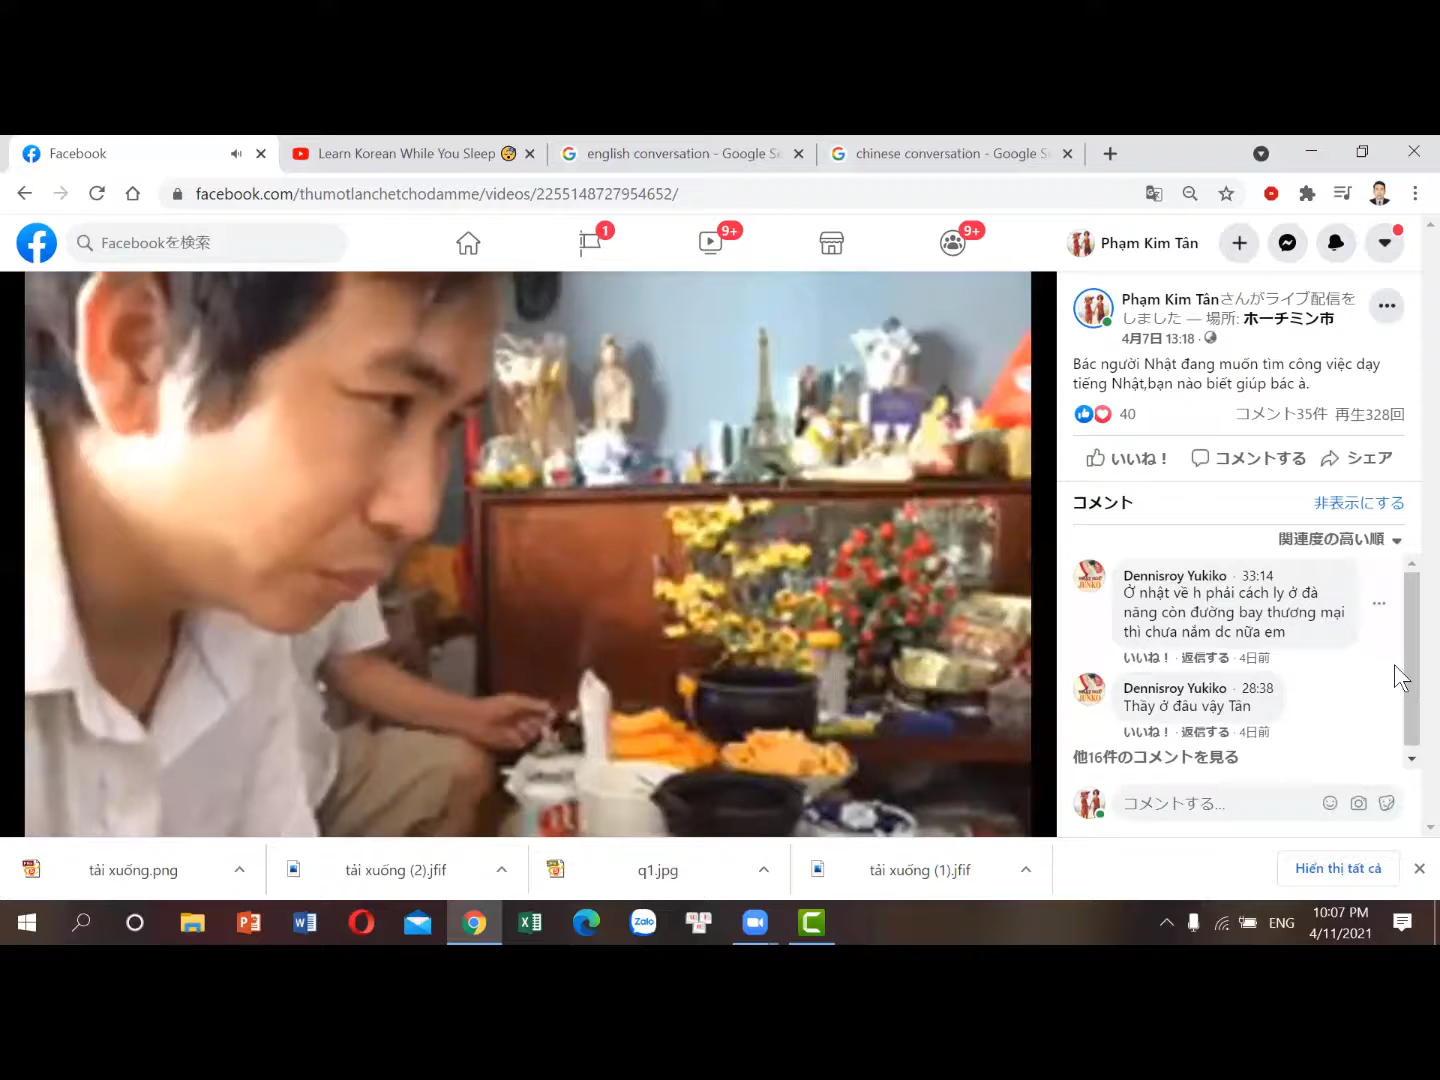 Facebook
Learn Korean While You Sleep 😴
english conversation - Google Se
chinese conversation - Google Se
facebook.com/thumotlanchetchodamme/videos/2255148727954652/
Facebookを検索
1
9+
9+
Phạm Kim Tân
Phạm Kim Tânさんがライブ配信を
しました — 場所: ホーチミン市
4月7日 13:18 ·
Bác người Nhật đang muốn tìm công việc dạy
tiếng Nhật,bạn nào biết giúp bác à.
40
コメント35件 再生328回
いいね！ コメントする シェア
コメント
非表示にする
関連度の高い順
Dennisroy Yukiko · 33:14
Ở nhật về h phải cách ly ở đà
nãng còn đường bay thương mại
thì chưa nắm dc nữa em
いいね！ · 返信する · 4日前
Dennisroy Yukiko · 28:38
Thầy ở đâu vậy Tân
いいね！ · 返信する · 4日前
他16件のコメントを見る
コメントする...
tải xuống.png
tải xuống (2).jfif
q1.jpg
tải xuống (1).jfif
Hiển thị tất cả
Zalo
ENG
10:07 PM
4/11/2021